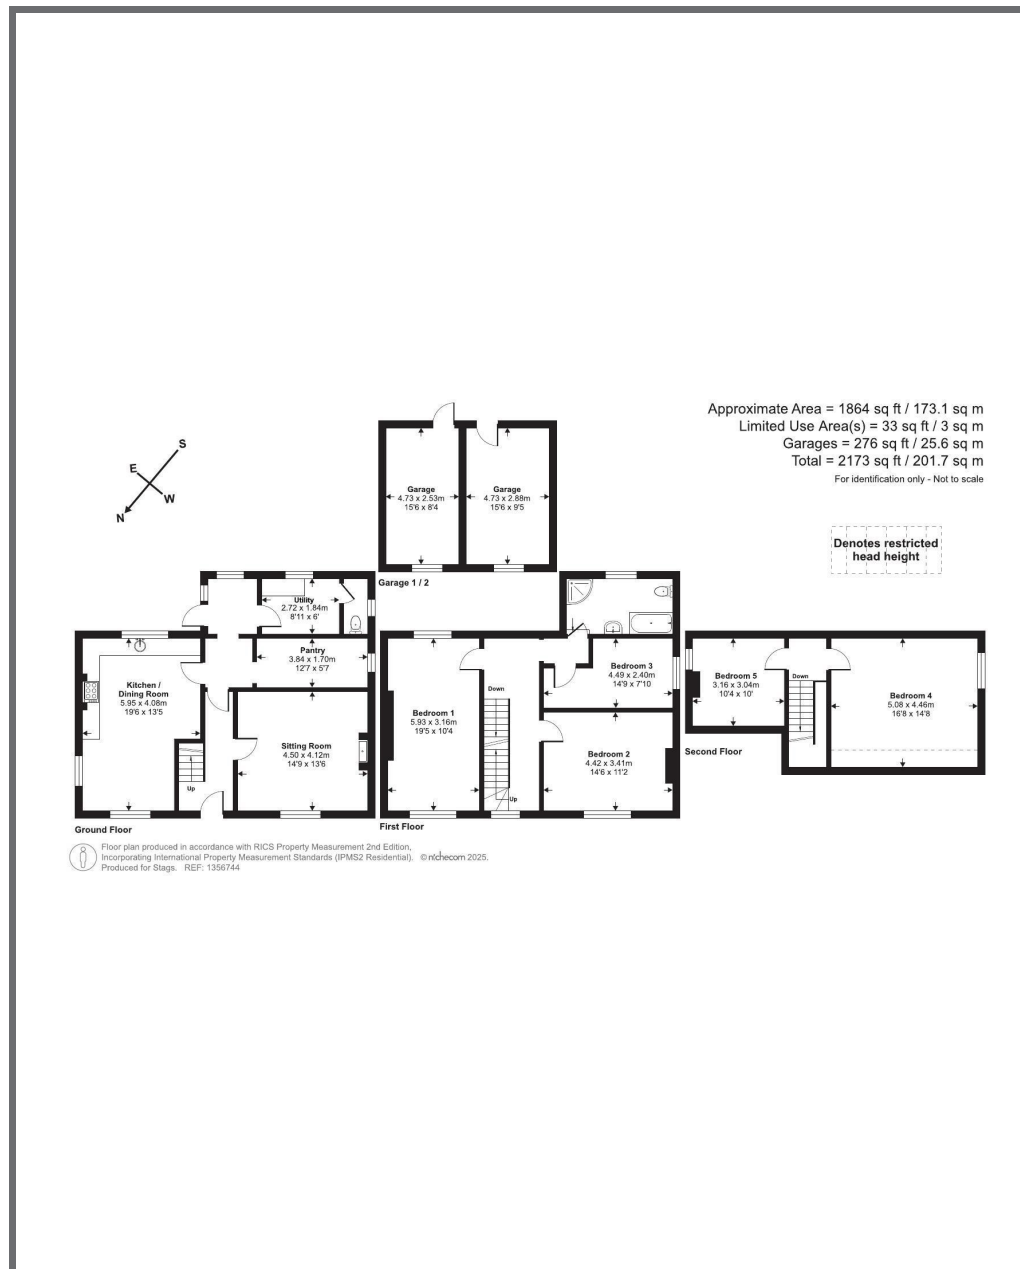 Approximate Area = 1864 sq ft / 173.1 sq m
Limited Use Area(s) = 33 sq ft / 3 sq m
Garages = 276 sq ft / 25.6 sq m
Total = 2173 sq ft / 201.7 sq m
For identification only - Not to scale
S
E
W
N
Garage
4.73 x 2.53m
15'6 x 8'4
Garage
4.73 x 2.88m
15'6 x 9'5
Garage 1 / 2
Denotes restricted
head height
Utility
2.72 x 1.84m
8'11 x 6'
Pantry
3.84 x 1.70m
12'7 x 5'7
Kitchen /
Dining Room
5.95 x 4.08m
19'6 x 13'5
Sitting Room
4.50 x 4.12m
14'9 x 13'6
Up
Ground Floor
Bedroom 1
5.93 x 3.16m
19'5 x 10'4
Down
Up
Bedroom 3
4.49 x 2.40m
14'9 x 7'10
Bedroom 2
4.42 x 3.41m
14'6 x 11'2
First Floor
Bedroom 5
3.16 x 3.04m
10'4 x 10'
Down
Bedroom 4
5.08 x 4.46m
16'8 x 14'8
Second Floor
Floor plan produced in accordance with RICS Property Measurement 2nd Edition,
Incorporating International Property Measurement Standards (IPMS2 Residential). © nichecom 2025.
Produced for Stags. REF: 1356744